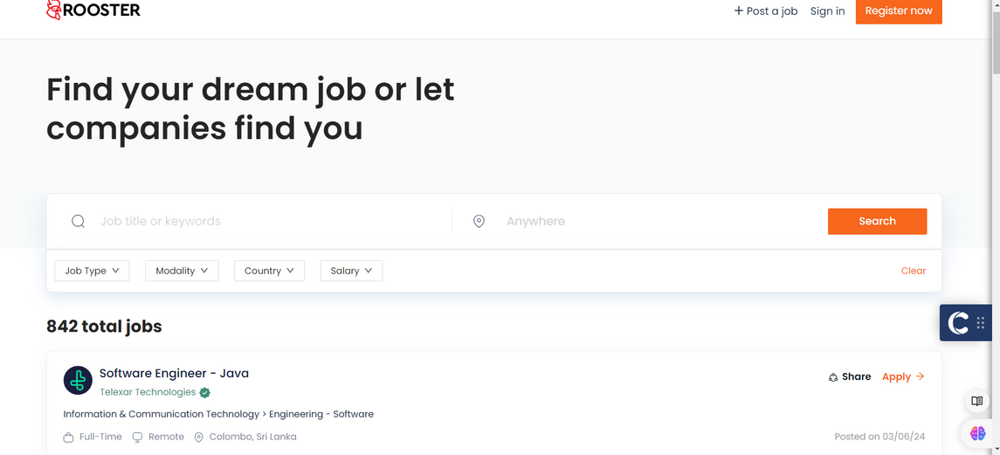 ROOSTER
+ Post a job
Sign in
Register now
Find your dream job or let
companies find you
Job title or keywords
Anywhere
Search
Job Type
Modality
Country
Salary
Clear
842 total jobs
Software Engineer - Java
Telexar Technologies
Share
Apply
Information & Communication Technology > Engineering - Software
Full-Time
Remote
Colombo, Sri Lanka
Posted on 03/06/24